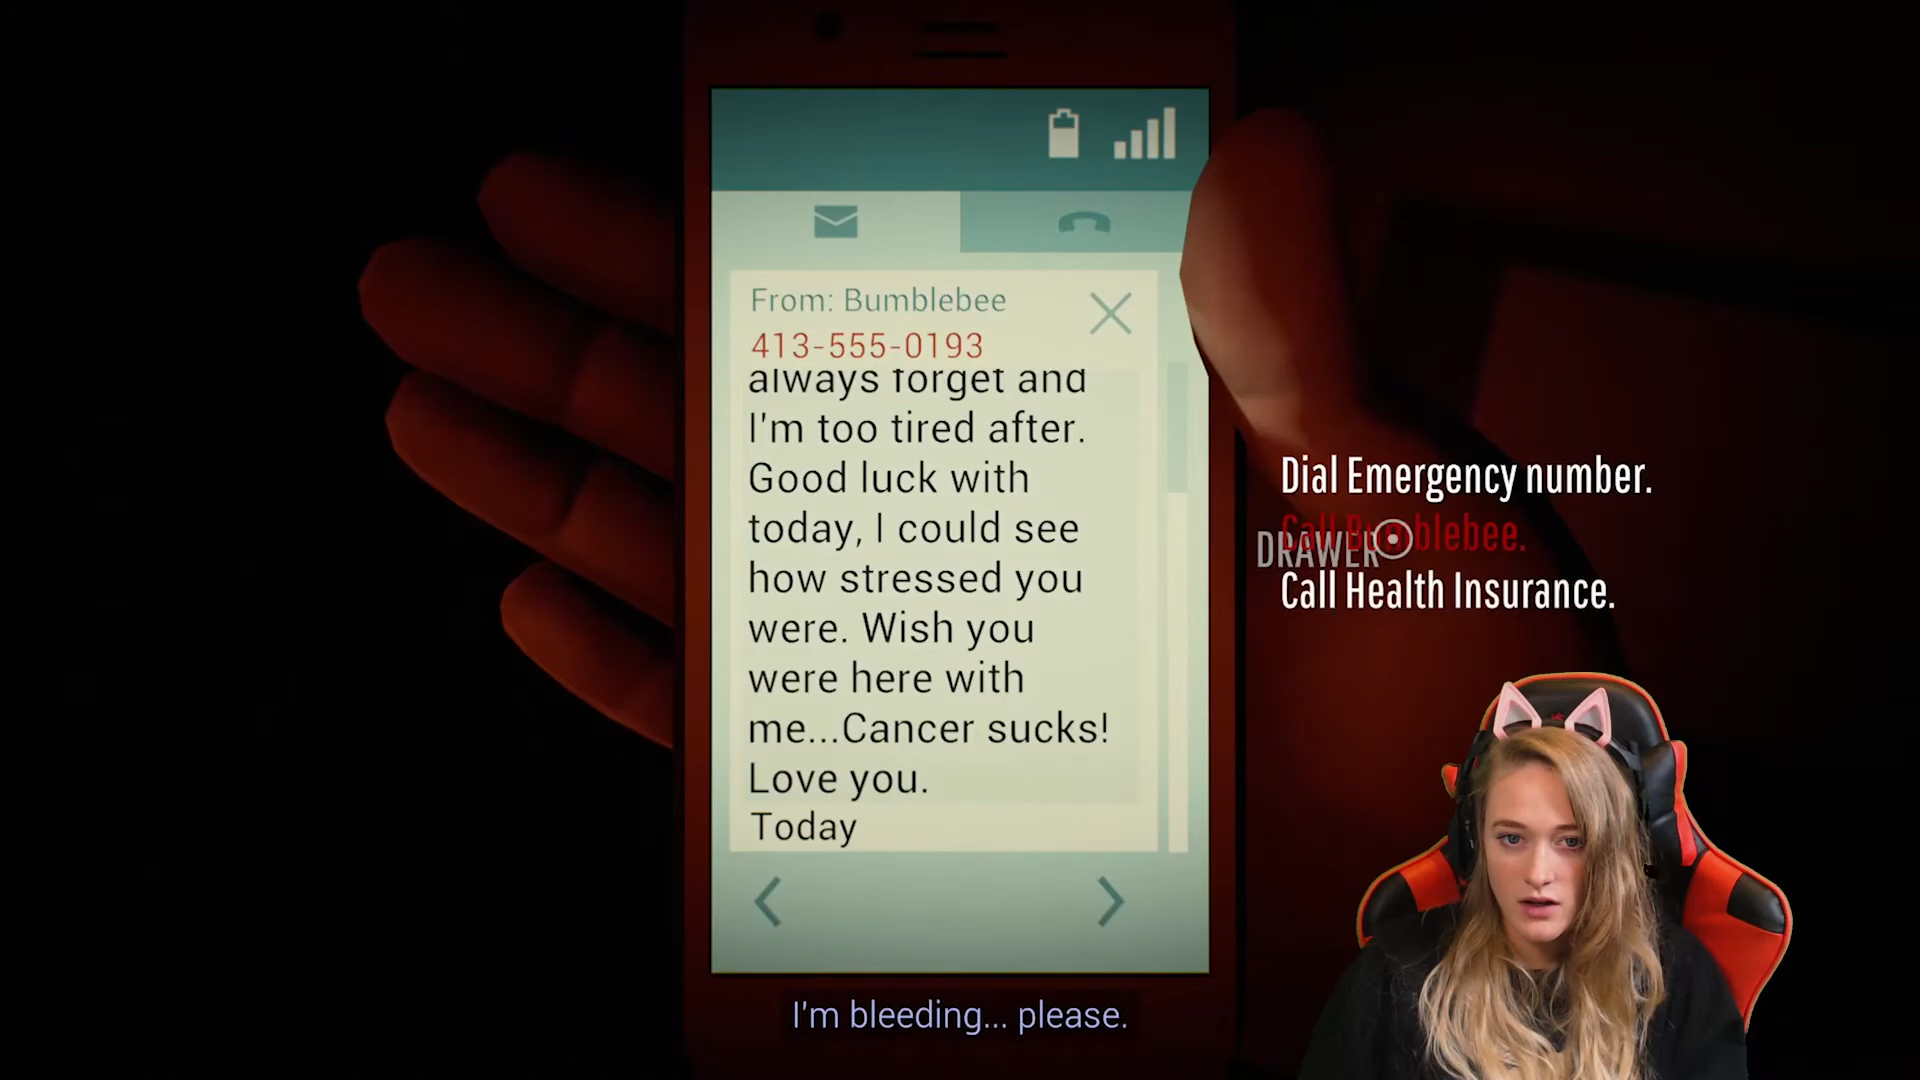 From: Bumblebee
413-555-0193
always forget and
I'm too tired after.
Good luck with
today, I could see
how stressed you
were. Wish you
were here with
me...Cancer sucks!
Love you.
Today
Dial Emergency number.
Call Bumblebee.
DRAWER
Call Health Insurance.
I'm bleeding... please.